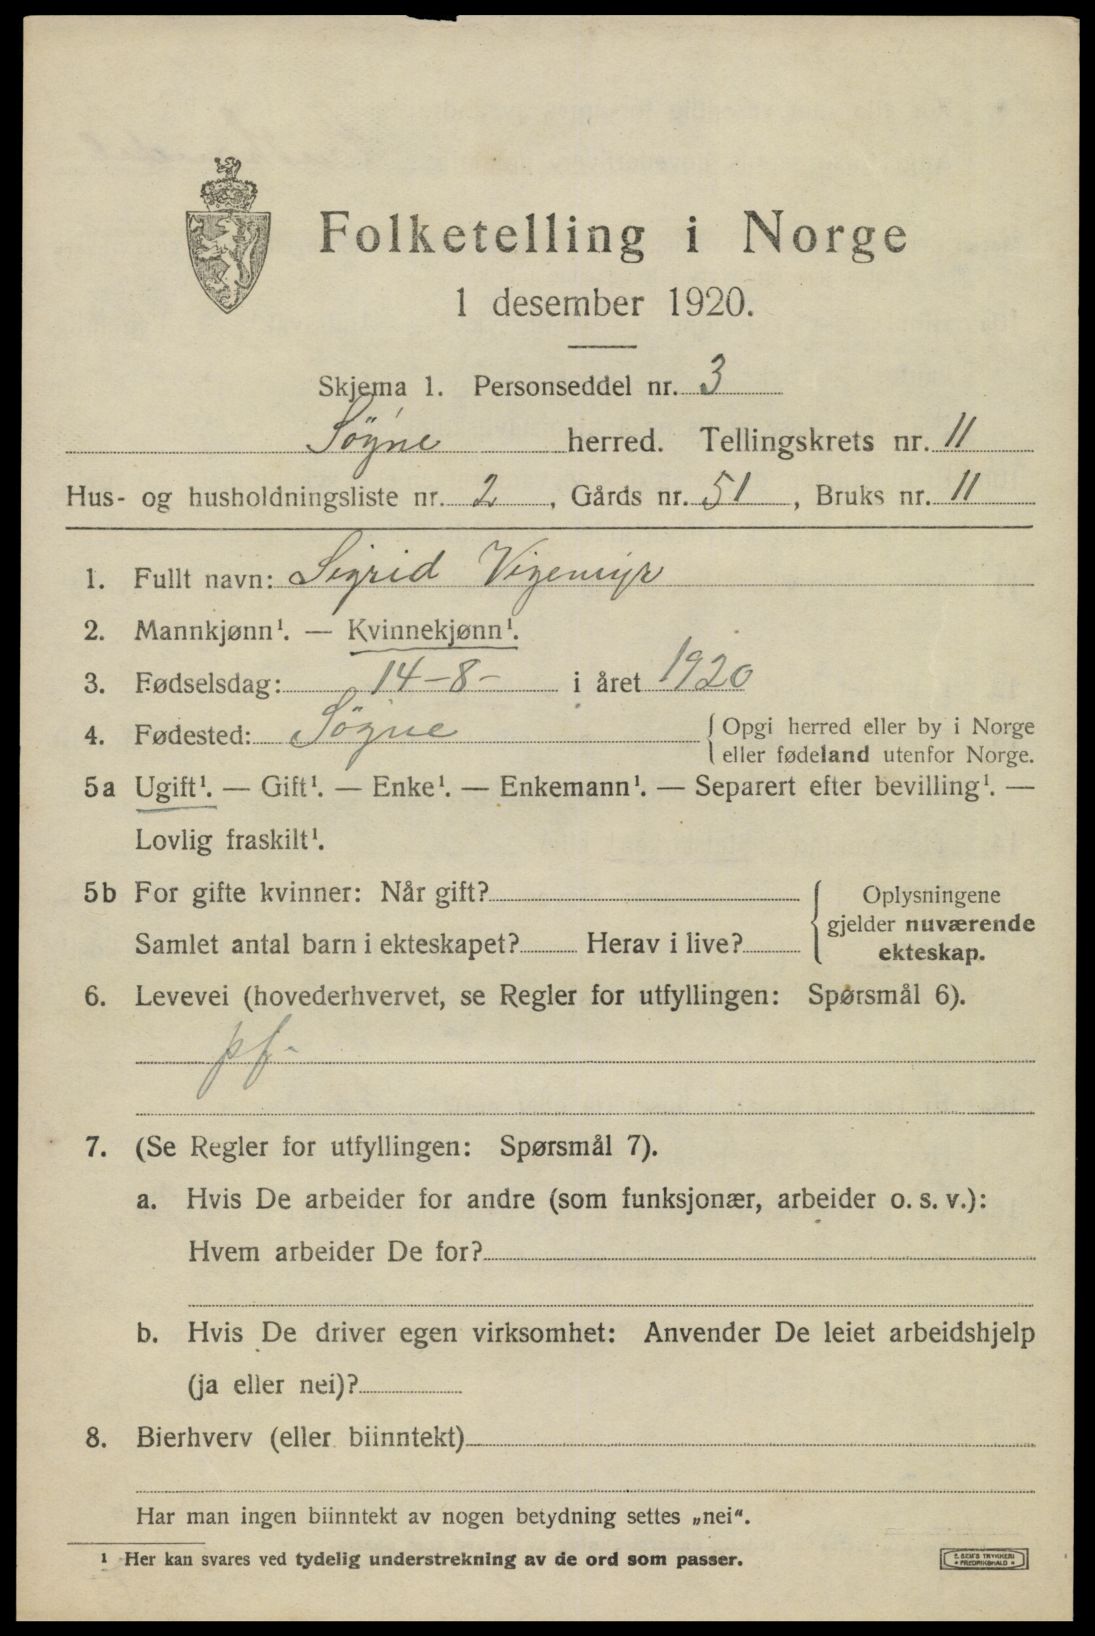 Folketelling i Norge
1 desember 1920.
Skjema 1. Personseddel nr. 3
Søgne herred. Tellingskrets nr. 11
Hus- og husholdningsliste nr. 2, Gårds nr. 51, Bruks nr. 11
1. Fullt navn: Sigrid Vigemyr
2. Mannkjønn¹. — Kvinnekjønn¹.
3. Fødselsdag: 14-8- i året 1920
4. Fødested: Søgne { Opgi herred eller by i Norge
eller fødeland utenfor Norge.
5a Ugift¹. — Gift¹. — Enke¹. — Enkemann¹. — Separert efter bevilling¹. —
Lovlig fraskilt¹.
5b For gifte kvinner: Når gift? { Oplysningene
gjelder nuværende
Samlet antal barn i ekteskapet? Herav i live?
ekteskap.
6. Levevei (hovederhvervet, se Regler for utfyllingen: Spørsmål 6).
pf.
7. (Se Regler for utfyllingen: Spørsmål 7).
a. Hvis De arbeider for andre (som funksjonær, arbeider o. s. v.):
Hvem arbeider De for?
b. Hvis De driver egen virksomhet: Anvender De leiet arbeidshjelp
(ja eller nei)?
8. Bierhverv (eller biinntekt)
Har man ingen biinntekt av nogen betydning settes „nei“.
¹ Her kan svares ved tydelig understrekning av de ord som passer.
E. SEM'S TRYKKERI
• FREDRIKSHALD •